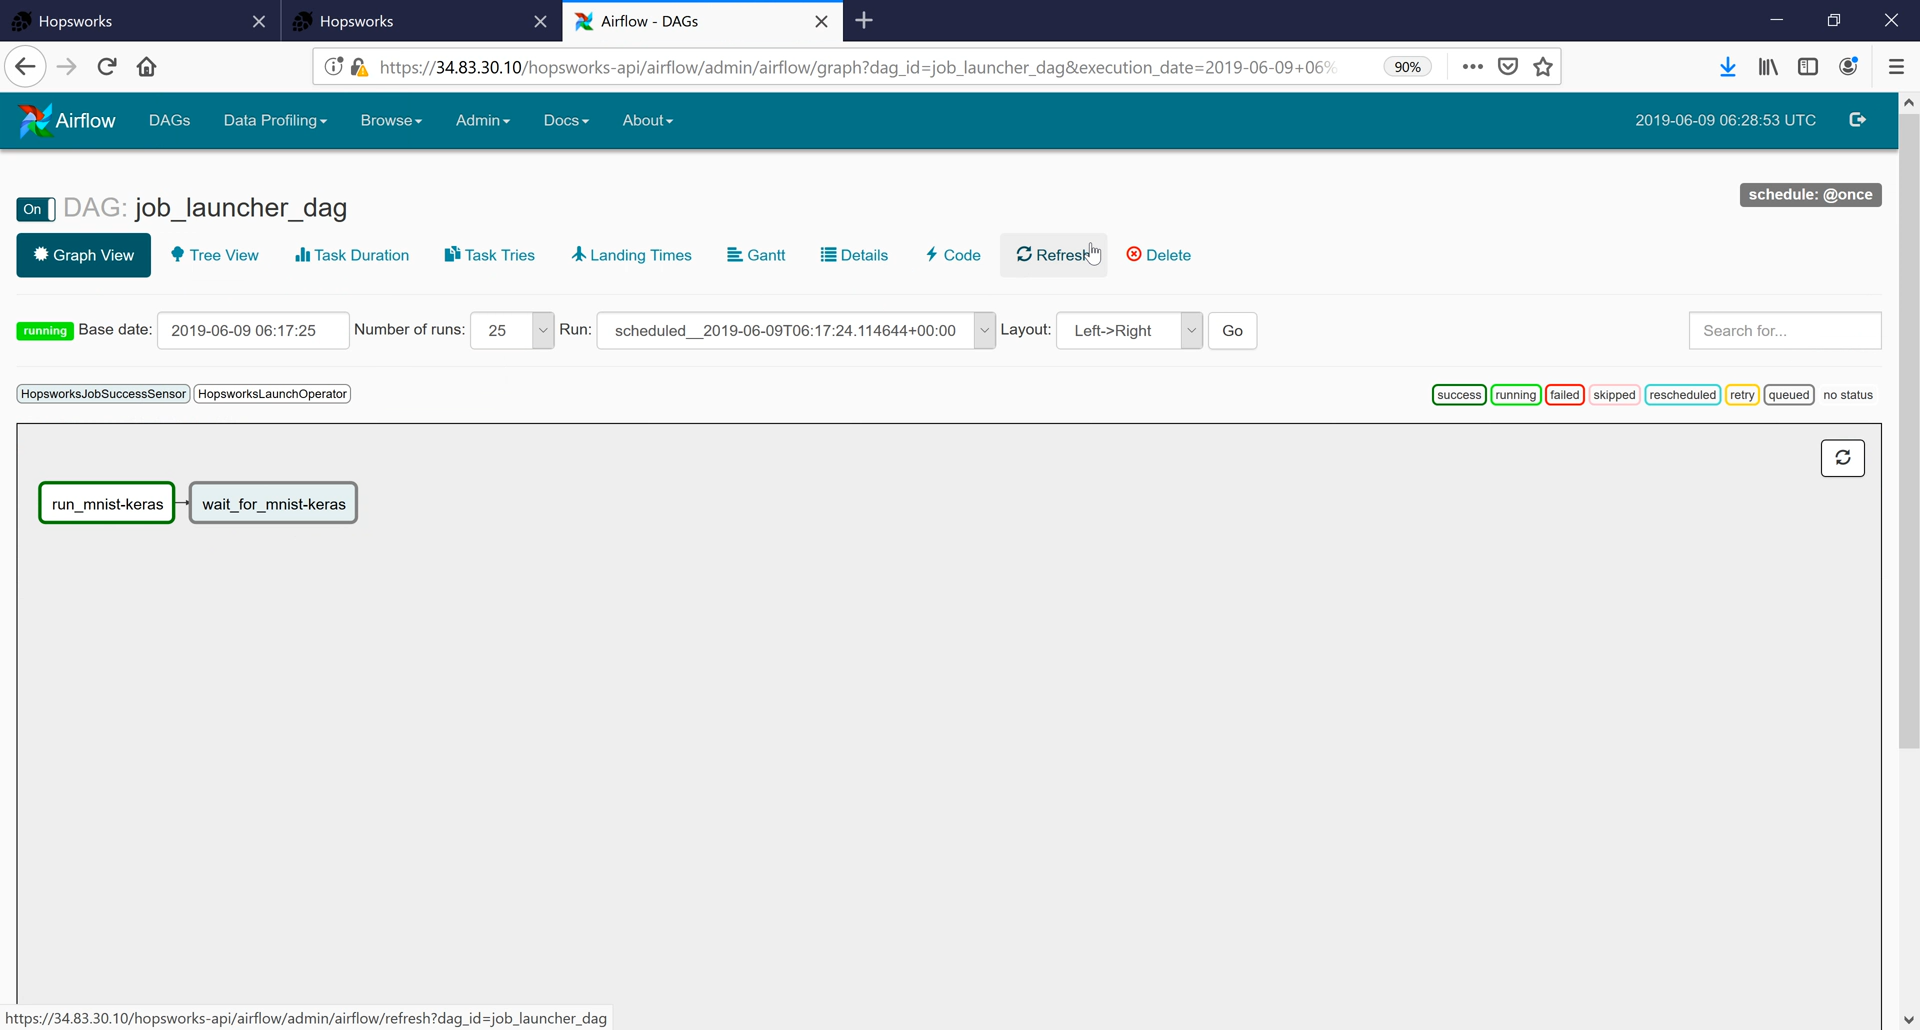 Hopsworks
Hopsworks
Airflow - DAGs
https://34.83.30.10/hopsworks-api/airflow/admin/airflow/graph?dag_id=job_launcher_dag&execution_date=2019-06-09+06%
90%
Airflow DAGs Data Profiling Browse Admin Docs About 2019-06-09 06:28:53 UTC
schedule: @once
On DAG: job_launcher_dag
Graph View Tree View Task Duration Task Tries Landing Times Gantt Details Code Refresh Delete
running Base date: 2019-06-09 06:17:25 Number of runs: 25 Run: scheduled__2019-06-09T06:17:24.114644+00:00 Layout: Left->Right Go Search for...
HopsworksJobSuccessSensor HopsworksLaunchOperator success running failed skipped rescheduled retry queued no status
run_mnist-keras wait_for_mnist-keras
https://34.83.30.10/hopsworks-api/airflow/admin/airflow/refresh?dag_id=job_launcher_dag